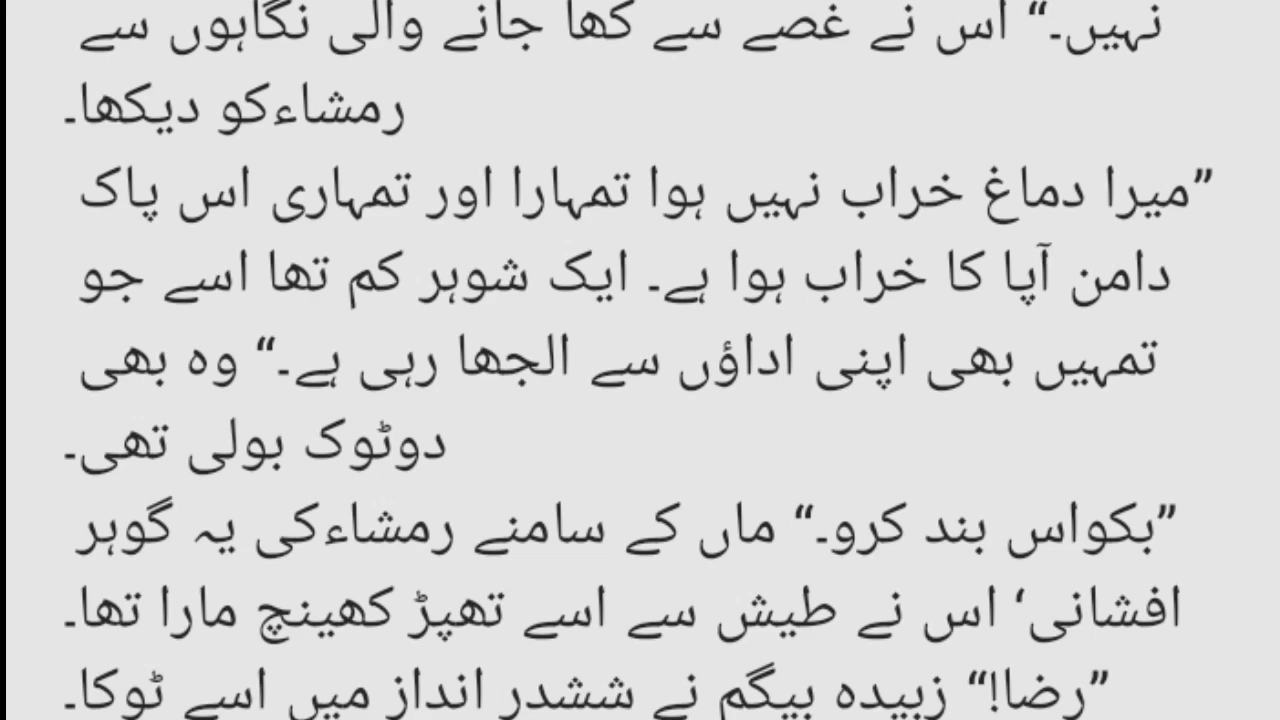 نہیں۔“ اس نے غصے سے کھا جانے والی نگاہوں سے
رمشاءکو دیکھا۔
”میرا دماغ خراب نہیں ہوا تمہارا اور تمہاری اس پاک
دامن آپا کا خراب ہوا ہے۔ ایک شوہر کم تھا اسے جو
تمہیں بھی اپنی اداؤں سے الجھا رہی ہے۔“ وہ بھی
دوٹوک بولی تھی۔
”بکواس بند کرو۔“ ماں کے سامنے رمشاءکی یہ گوہر
افشانی‘ اس نے طیش سے اسے تھپڑ کھینچ مارا تھا۔
”رضا!“ زبیدہ بیگم نے ششدر انداز میں اسے ٹوکا۔